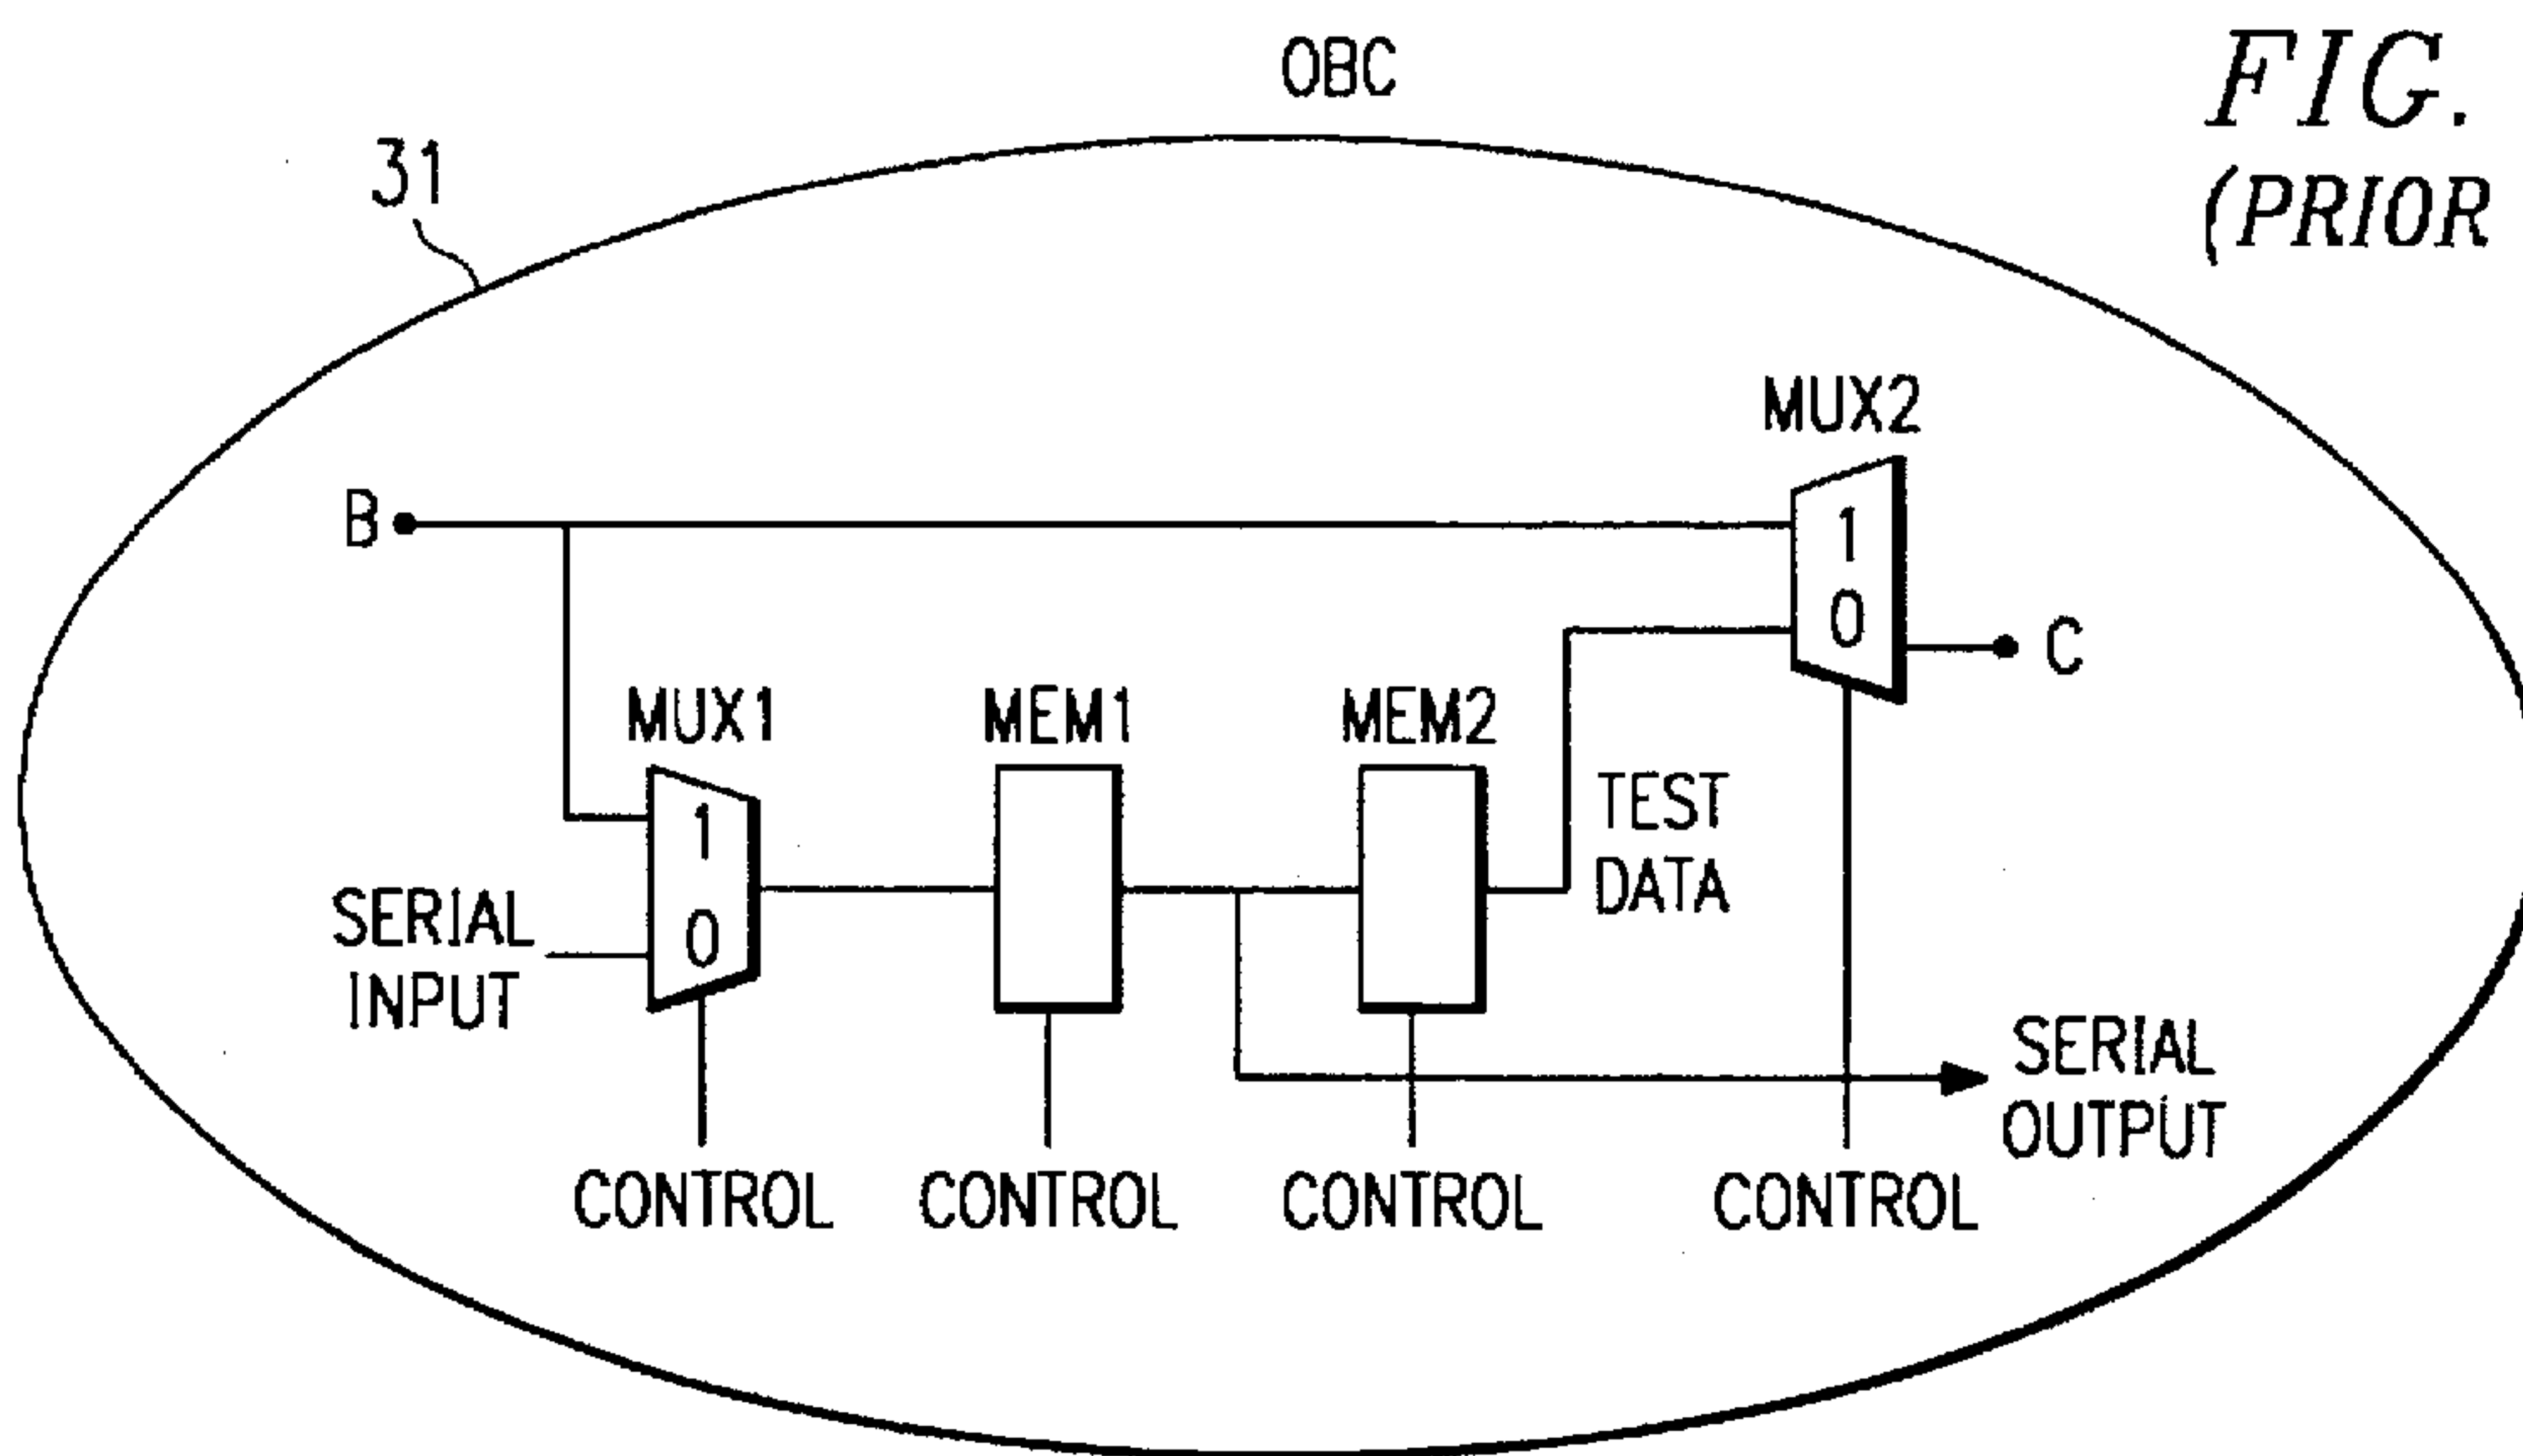 OBC
FIG.
(PRIOR
31
MUX2
B
1
0
C
MUX1
MEM1
MEM2
1
0
TEST
DATA
SERIAL
INPUT
SERIAL
OUTPUT
CONTROL
CONTROL
CONTROL
CONTROL